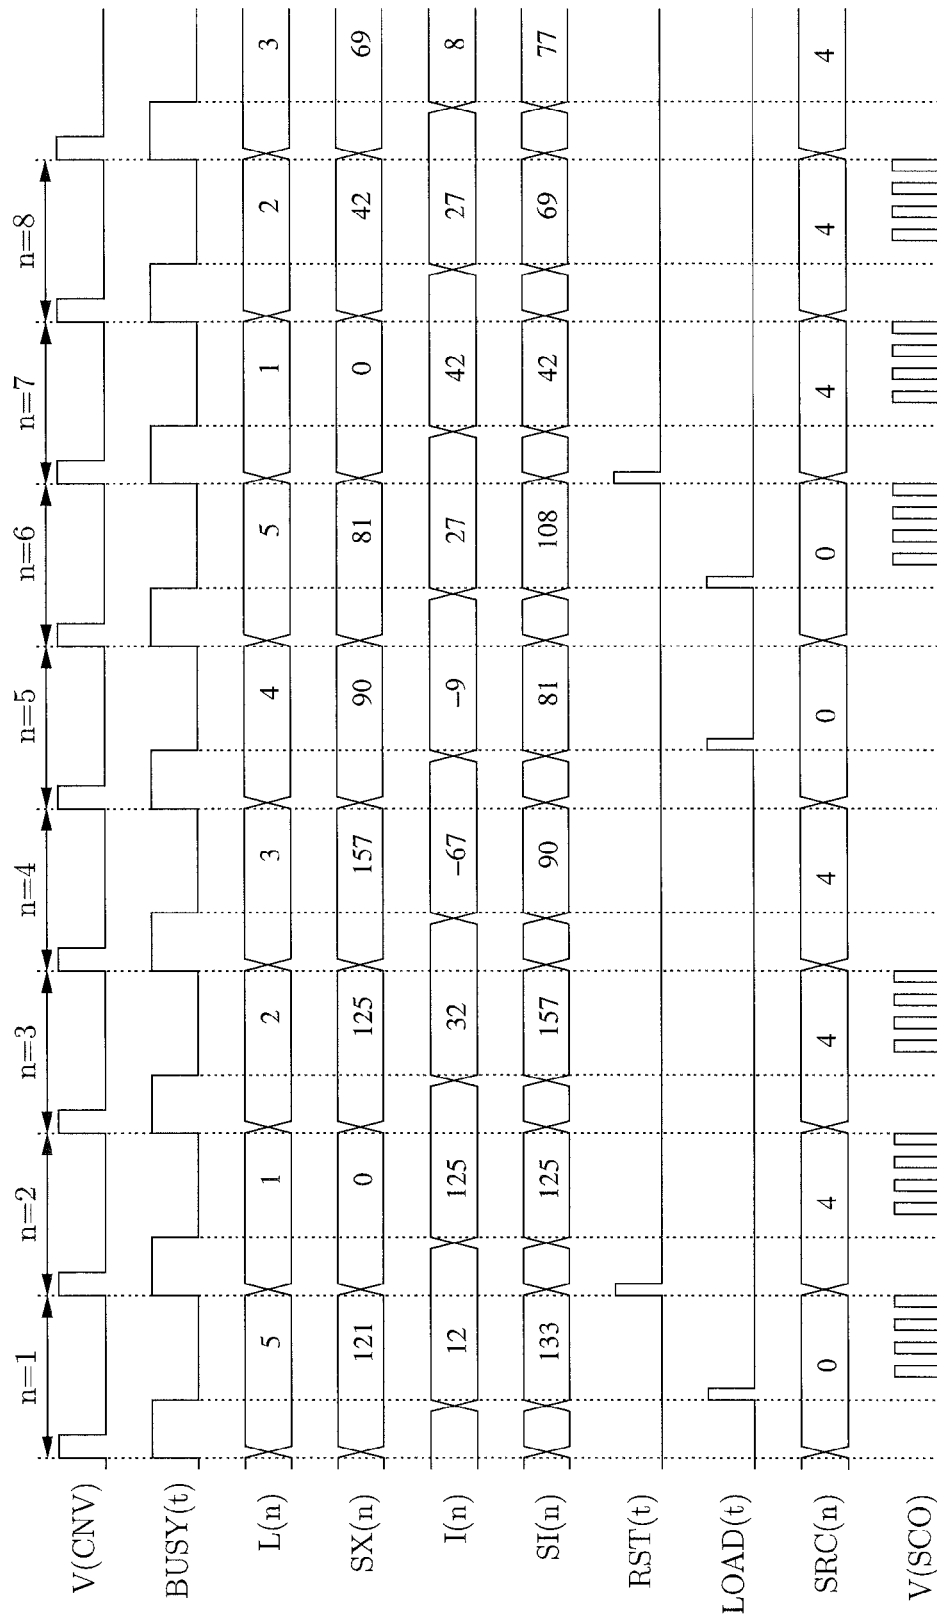 n=1 n=2 n=3 n=4 n=5 n=6 n=7 n=8
V(CNV)
BUSY(t)
L(n) 5 1 2 3 4 5 1 2 3
SX(n) 121 0 125 157 90 81 0 42 69
I(n) 12 125 32 −67 −9 27 42 27 8
SI(n) 133 125 157 90 81 108 42 69 77
RST(t)
LOAD(t)
SRC(n) 0 4 4 4 0 0 4 4 4
V(SCO)